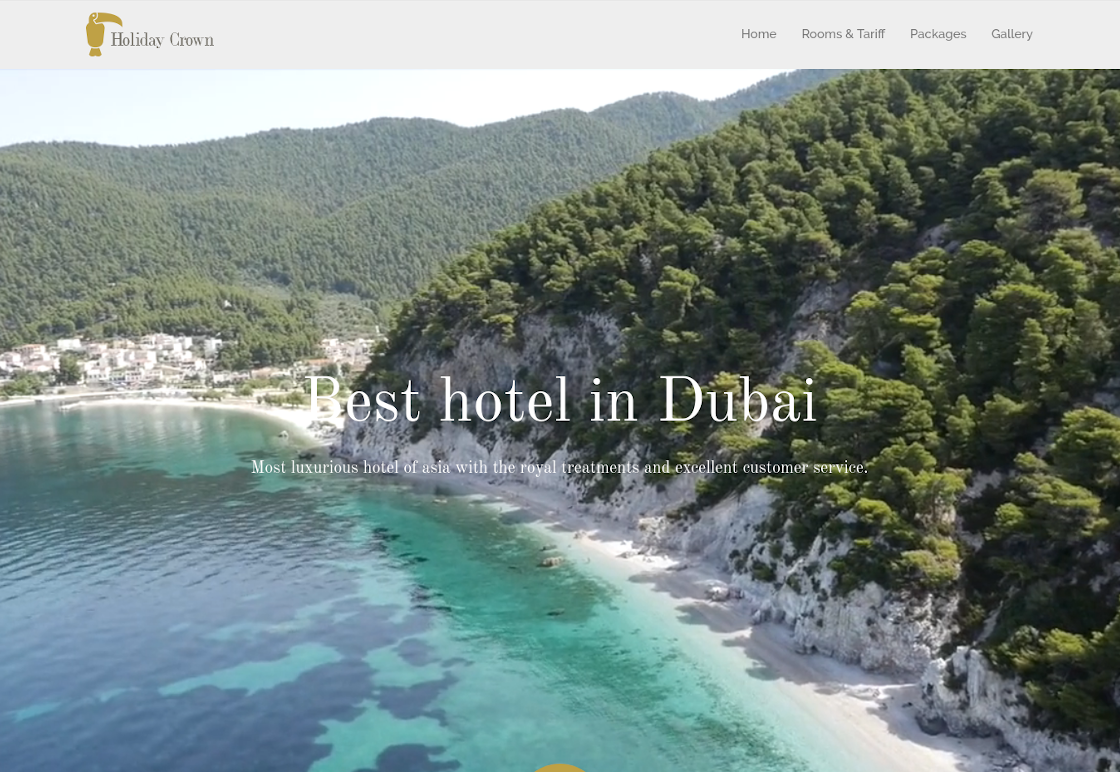 Holiday Crown
Home
Rooms & Tariff
Packages
Gallery
Best hotel in Dubai
Most luxurious hotel of asia with the royal treatments and excellent customer service.